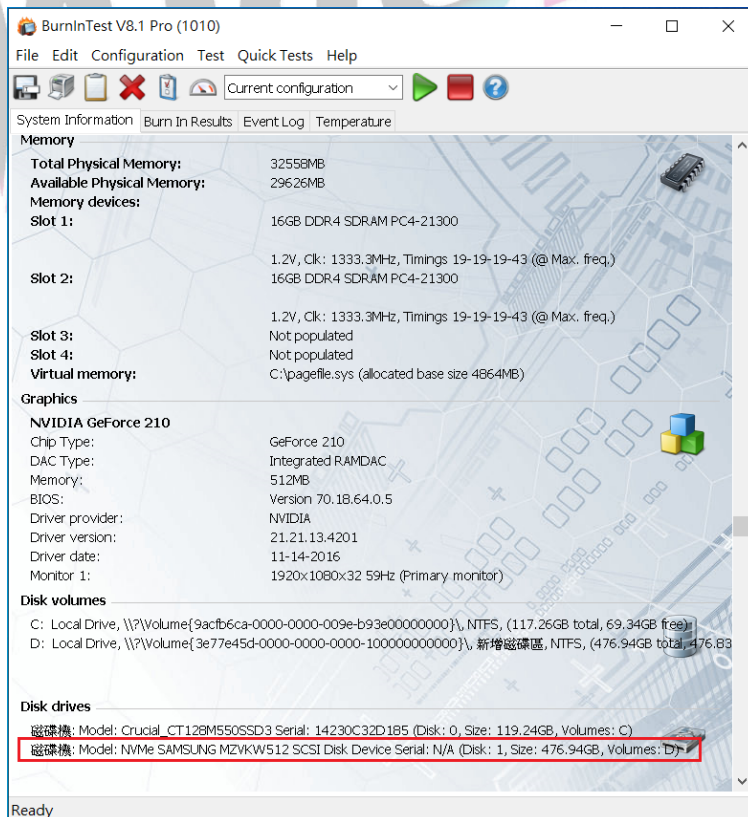 BurnInTest V8.1 Pro (1010)
File Edit Configuration Test Quick Tests Help
Current configuration
System Information Burn In Results Event Log Temperature
Memory
Total Physical Memory: 32558MB
Available Physical Memory: 29626MB
Memory devices:
Slot 1: 16GB DDR4 SDRAM PC4-21300
1.2V, Clk: 1333.3MHz, Timings 19-19-19-43 (@ Max. freq.)
Slot 2: 16GB DDR4 SDRAM PC4-21300
1.2V, Clk: 1333.3MHz, Timings 19-19-19-43 (@ Max. freq.)
Slot 3: Not populated
Slot 4: Not populated
Virtual memory: C:\pagefile.sys (allocated base size 4864MB)
Graphics
NVIDIA GeForce 210
Chip Type: GeForce 210
DAC Type: Integrated RAMDAC
Memory: 512MB
BIOS: Version 70.18.64.0.5
Driver provider: NVIDIA
Driver version: 21.21.13.4201
Driver date: 11-14-2016
Monitor 1: 1920x1080x32 59Hz (Primary monitor)
Disk volumes
C: Local Drive, \\?\Volume{9acfb6ca-0000-0000-009e-b93e00000000}\, NTFS, (117.26GB total, 69.34GB free)
D: Local Drive, \\?\Volume{3e77e45d-0000-0000-0000-100000000000}\, 新增磁碟區, NTFS, (476.94GB total, 476.83
Disk drives
磁碟機: Model: Crucial_CT128M550SSD3 Serial: 14230C32D185 (Disk: 0, Size: 119.24GB, Volumes: C)
磁碟機: Model: NVMe SAMSUNG MZVKW512 SCSI Disk Device Serial: N/A (Disk: 1, Size: 476.94GB, Volumes: D)
Ready